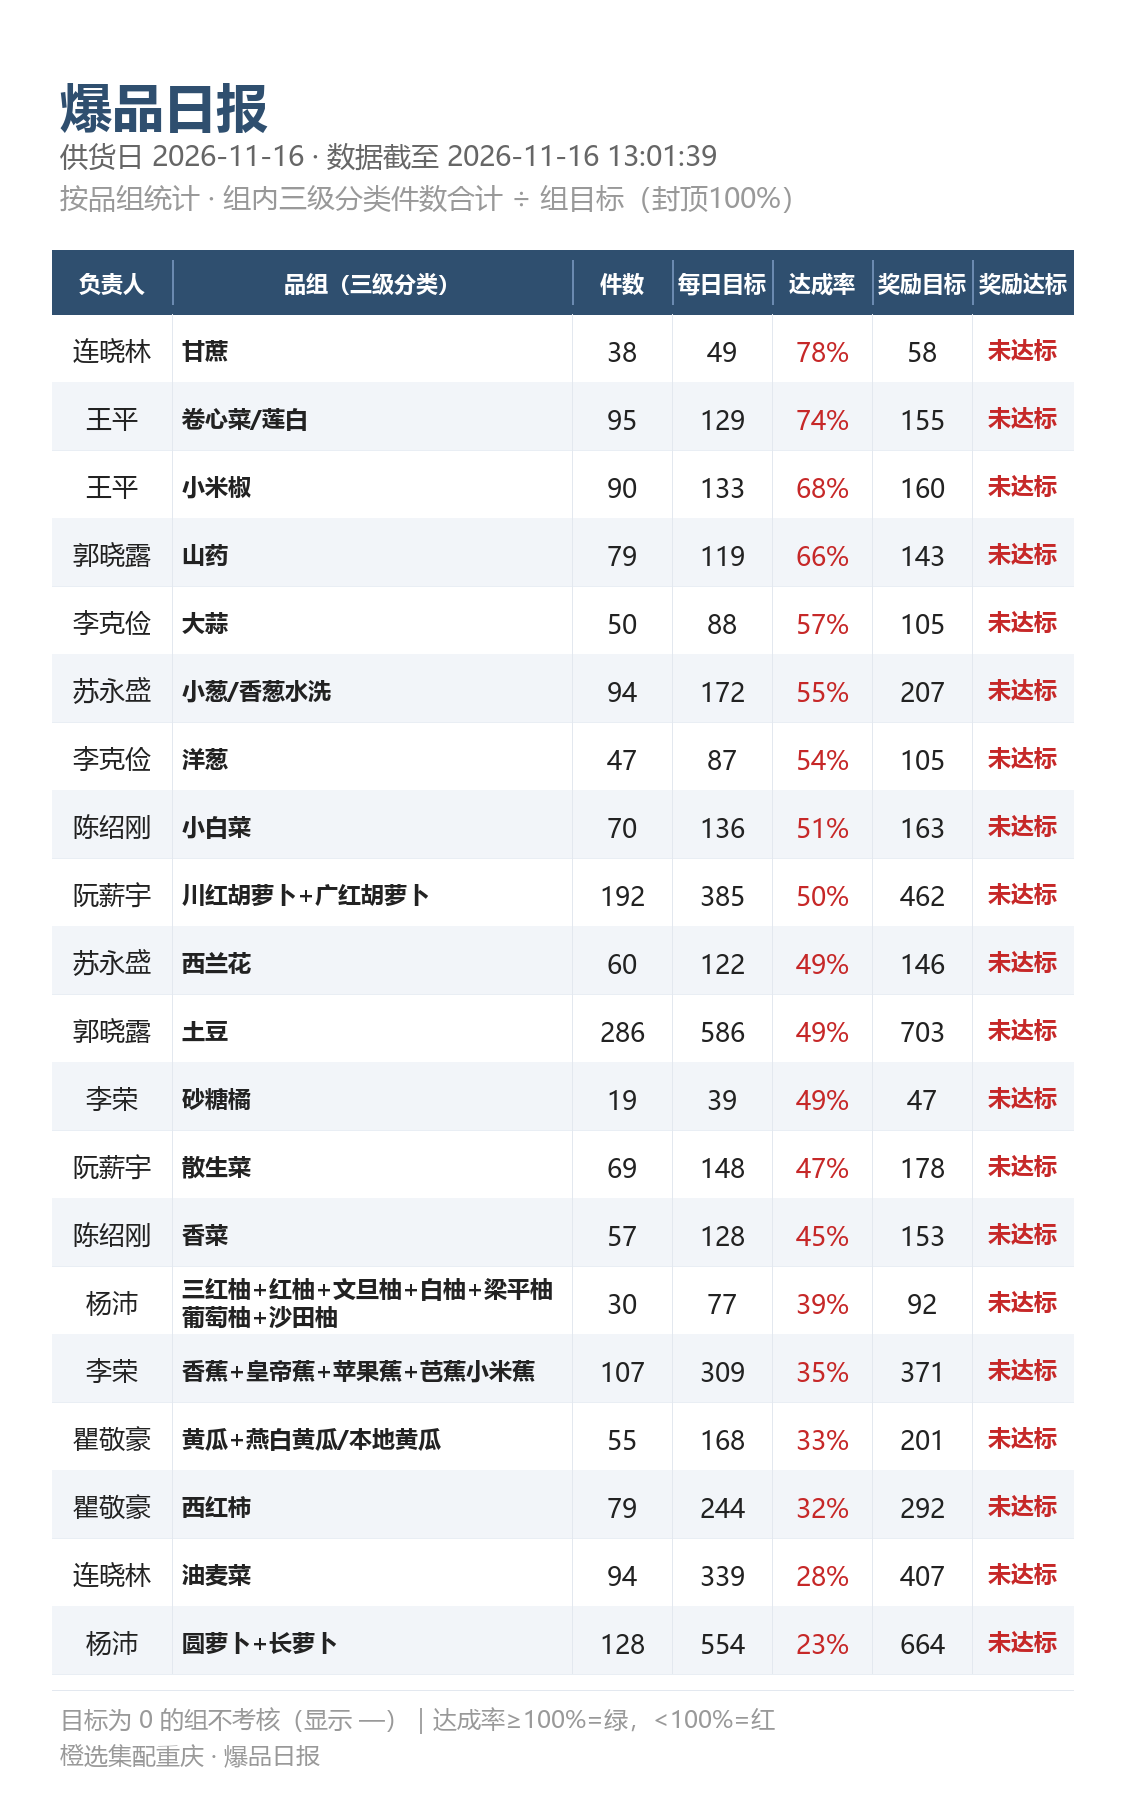 爆品日报
供货日 2026-11-16 · 数据截至 2026-11-16 13:01:39
按品组统计 · 组内三级分类件数合计 ÷ 组目标（封顶100%）
负责人 品组（三级分类） 件数 每日目标 达成率 奖励目标 奖励达标
连晓林 甘蔗 38 49 78% 58 未达标
王平 卷心菜/莲白 95 129 74% 155 未达标
王平 小米椒 90 133 68% 160 未达标
郭晓露 山药 79 119 66% 143 未达标
李克俭 大蒜 50 88 57% 105 未达标
苏永盛 小葱/香葱水洗 94 172 55% 207 未达标
李克俭 洋葱 47 87 54% 105 未达标
陈绍刚 小白菜 70 136 51% 163 未达标
阮薪宇 川红胡萝卜+广红胡萝卜 192 385 50% 462 未达标
苏永盛 西兰花 60 122 49% 146 未达标
郭晓露 土豆 286 586 49% 703 未达标
李荣 砂糖橘 19 39 49% 47 未达标
阮薪宇 散生菜 69 148 47% 178 未达标
陈绍刚 香菜 57 128 45% 153 未达标
杨沛 三红柚+红柚+文旦柚+白柚+梁平柚 30 77 39% 92 未达标
葡萄柚+沙田柚
李荣 香蕉+皇帝蕉+苹果蕉+芭蕉小米蕉 107 309 35% 371 未达标
瞿敬豪 黄瓜+燕白黄瓜/本地黄瓜 55 168 33% 201 未达标
瞿敬豪 西红柿 79 244 32% 292 未达标
连晓林 油麦菜 94 339 28% 407 未达标
杨沛 圆萝卜+长萝卜 128 554 23% 664 未达标
目标为 0 的组不考核（显示 —）｜达成率≥100%=绿，<100%=红
橙选集配重庆 · 爆品日报